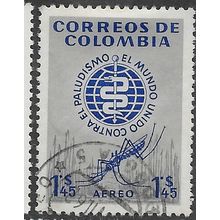 CORREOS DE
COLOMBIA
EL MUNDO UNIDO CONTRA EL PALUDISMO
1$45 1$45
AEREO